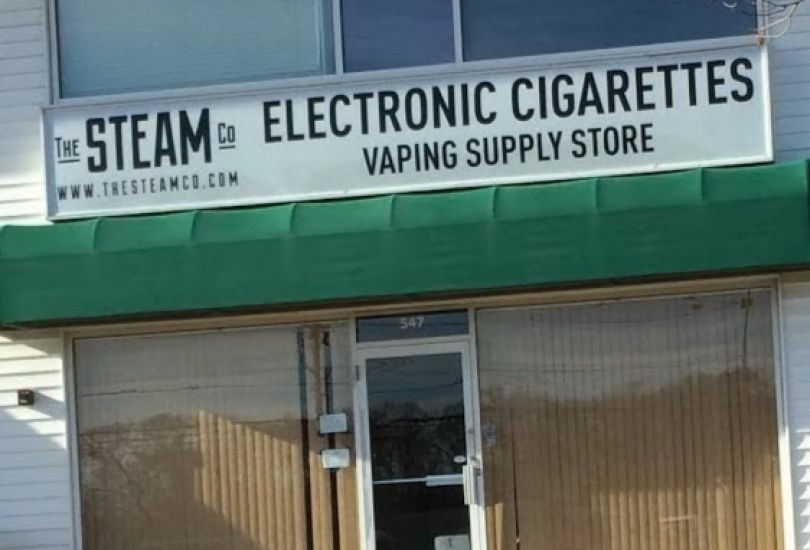 THE STEAM CO
WWW.THESTEAMCO.COM
ELECTRONIC CIGARETTES
VAPING SUPPLY STORE
547